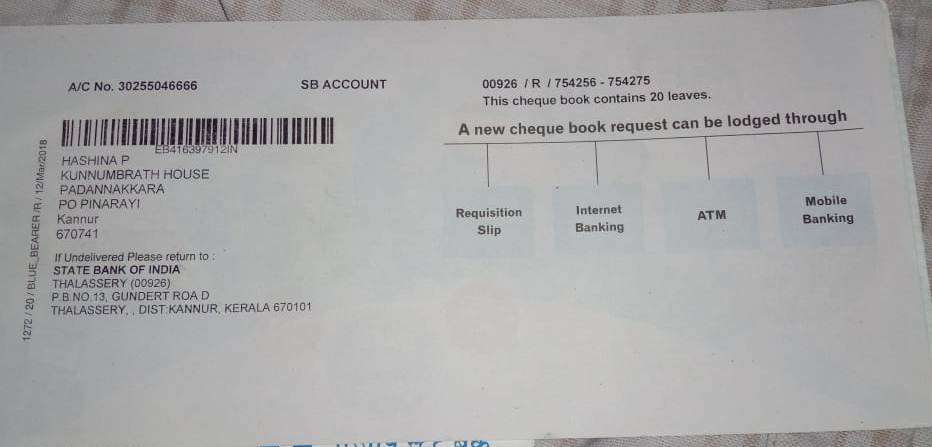 A/C No. 30255046666
SB ACCOUNT
EB416397912IN
HASHINA P
KUNNUMBRATH HOUSE
PADANNAKKARA
PO PINARAYI
Kannur
670741
If Undelivered Please return to :
STATE BANK OF INDIA
THALASSERY (00926)
P.B.NO.13, GUNDERT ROA D
THALASSERY, , DIST:KANNUR, KERALA 670101
1272 / 20 / BLUE_BEARER /R / 12/Mar/2018
00926 / R / 754256 - 754275
This cheque book contains 20 leaves.
A new cheque book request can be lodged through
Requisition
Slip
Internet
Banking
ATM
Mobile
Banking